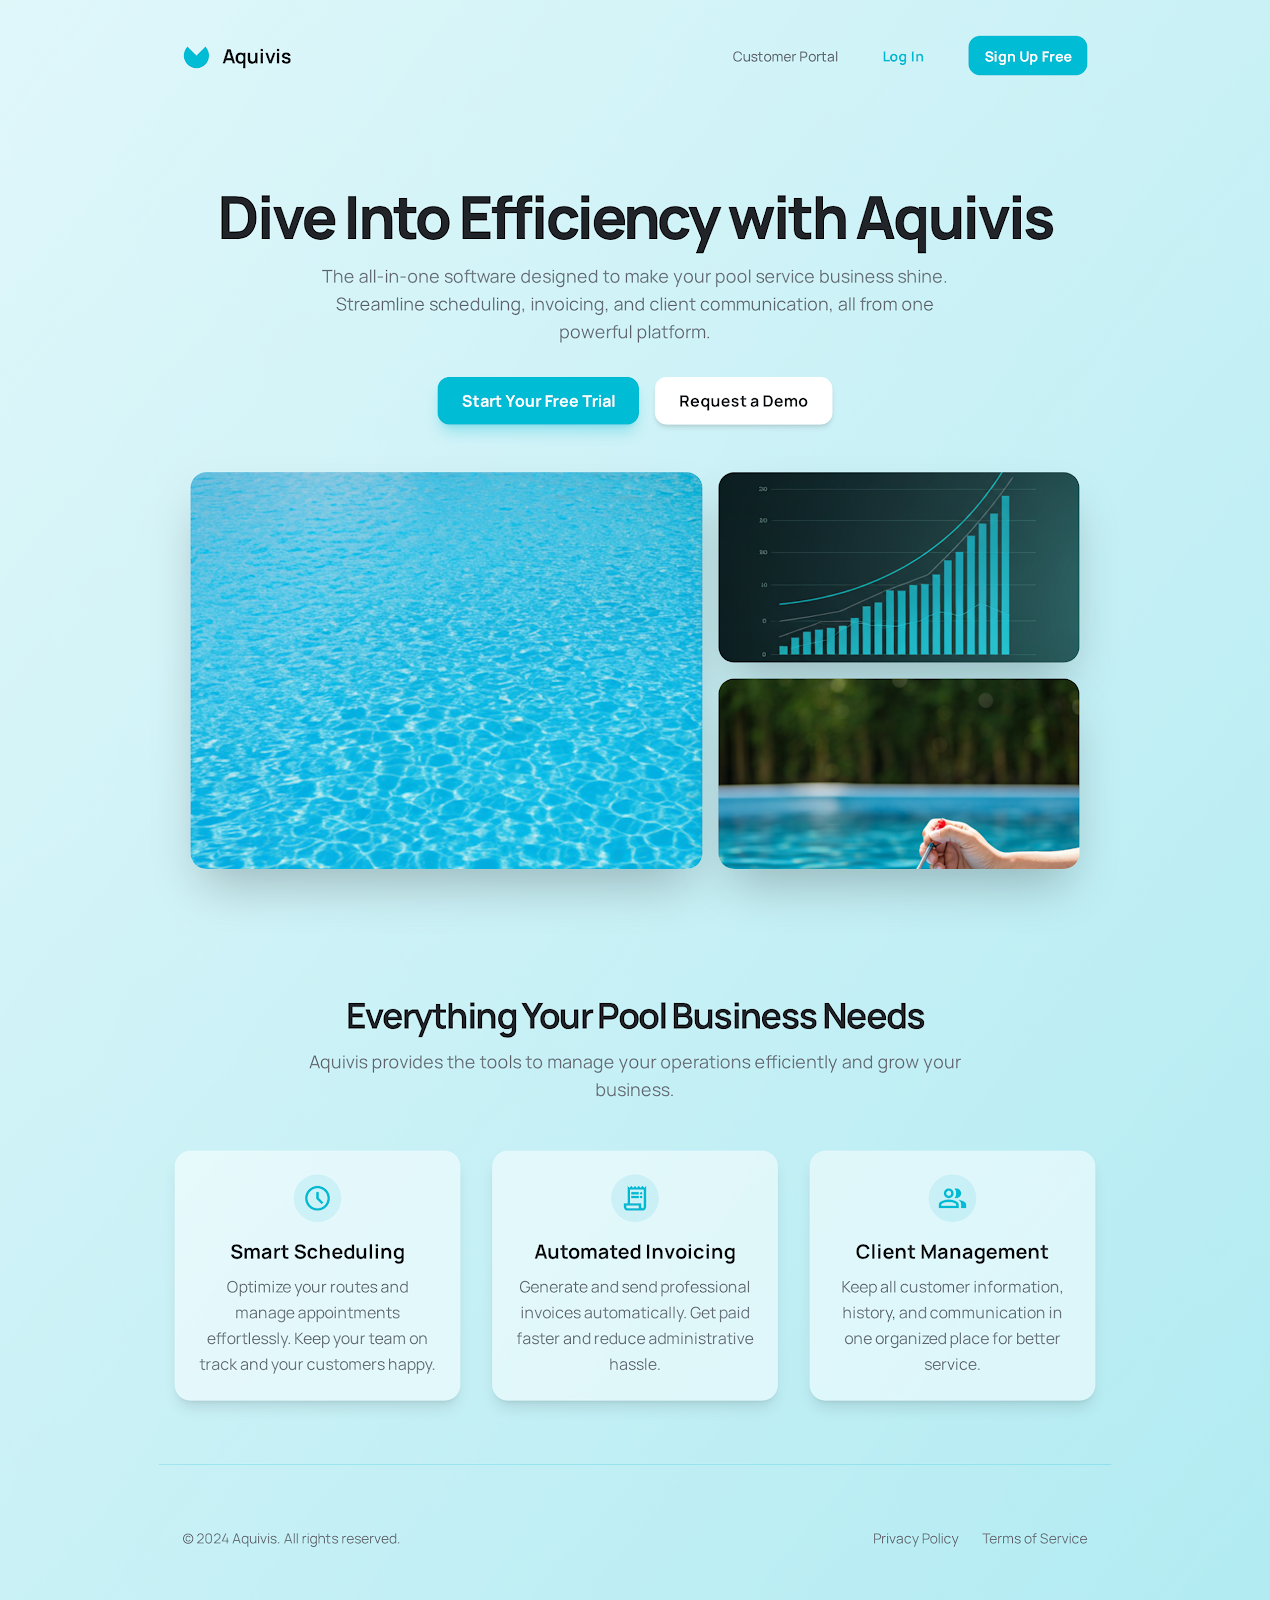 Aquivis
Customer Portal
Log In
Sign Up Free
Dive Into Efficiency with Aquivis
The all-in-one software designed to make your pool service business shine.
Streamline scheduling, invoicing, and client communication, all from one
powerful platform.
Start Your Free Trial
Request a Demo
Everything Your Pool Business Needs
Aquivis provides the tools to manage your operations efficiently and grow your
business.
Smart Scheduling
Optimize your routes and
manage appointments
effortlessly. Keep your team on
track and your customers happy.
Automated Invoicing
Generate and send professional
invoices automatically. Get paid
faster and reduce administrative
hassle.
Client Management
Keep all customer information,
history, and communication in
one organized place for better
service.
© 2024 Aquivis. All rights reserved.
Privacy Policy
Terms of Service